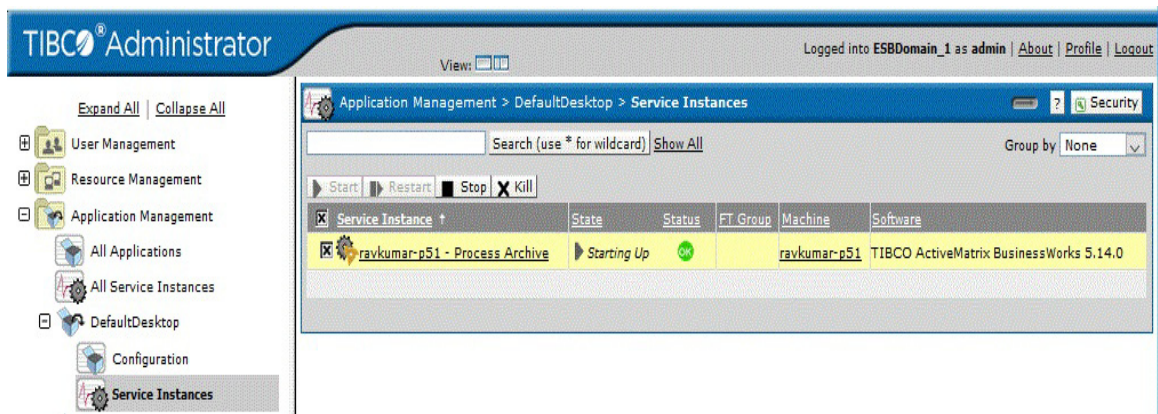 TIBCO®Administrator
View:
Logged into ESBDomain_1 as admin | About | Profile | Logout
Expand All | Collapse All
User Management
Resource Management
Application Management
All Applications
All Service Instances
DefaultDesktop
Configuration
Service Instances
Application Management > DefaultDesktop > Service Instances
? Security
Search (use * for wildcard) Show All
Group by None
Start Restart Stop Kill
Service Instance ↑ State Status FT Group Machine Software
ravkumar-p51 - Process Archive Starting Up OK ravkumar-p51 TIBCO ActiveMatrix BusinessWorks 5.14.0